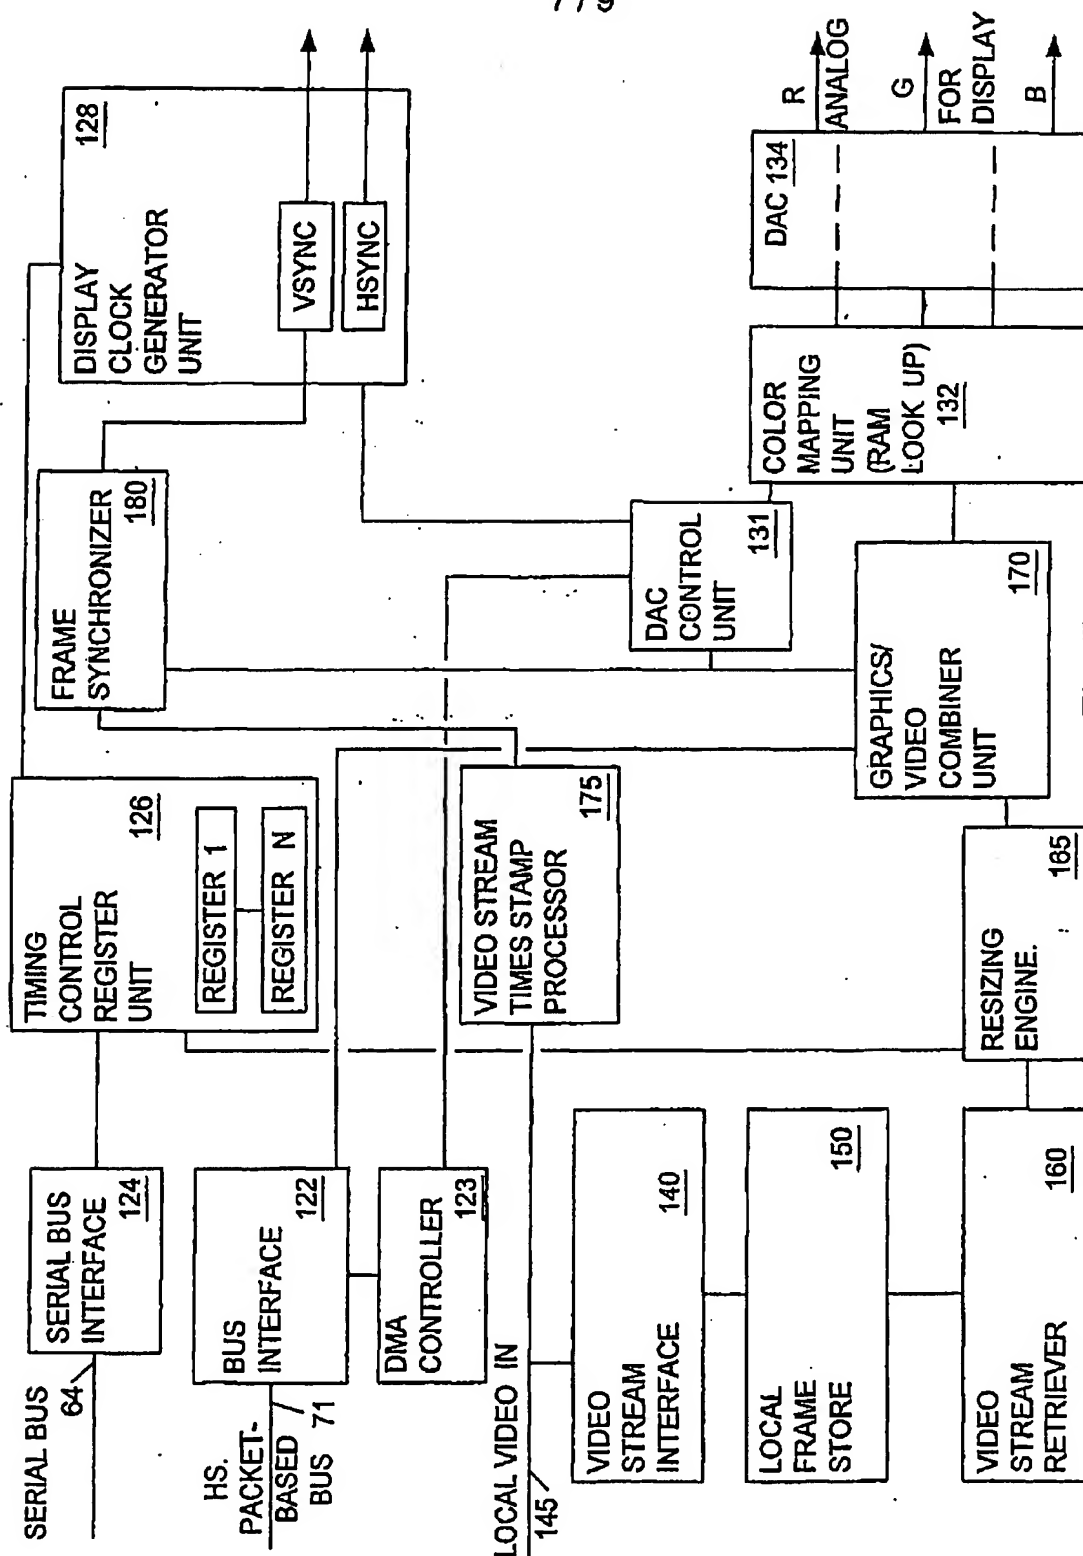 7 / 9
SERIAL BUS
64
SERIAL BUS
INTERFACE
124
TIMING
CONTROL
REGISTER
UNIT
126
REGISTER 1
REGISTER N
FRAME
SYNCHRONIZER
180
DISPLAY
CLOCK
GENERATOR
UNIT
128
VSYNC
HSYNC
HS.
PACKET-
BASED
BUS 71
BUS
INTERFACE
122
DMA
CONTROLLER
123
LOCAL VIDEO IN
145
VIDEO STREAM
TIMES STAMP
PROCESSOR
175
VIDEO
STREAM
INTERFACE
140
LOCAL
FRAME
STORE
150
VIDEO
STREAM
RETRIEVER
160
RESIZING
ENGINE.
165
GRAPHICS/
VIDEO
COMBINER
UNIT
170
DAC
CONTROL
UNIT
131
COLOR
MAPPING
UNIT
(RAM
LOOK UP)
132
DAC 134
R
ANALOG
G
FOR
DISPLAY
B